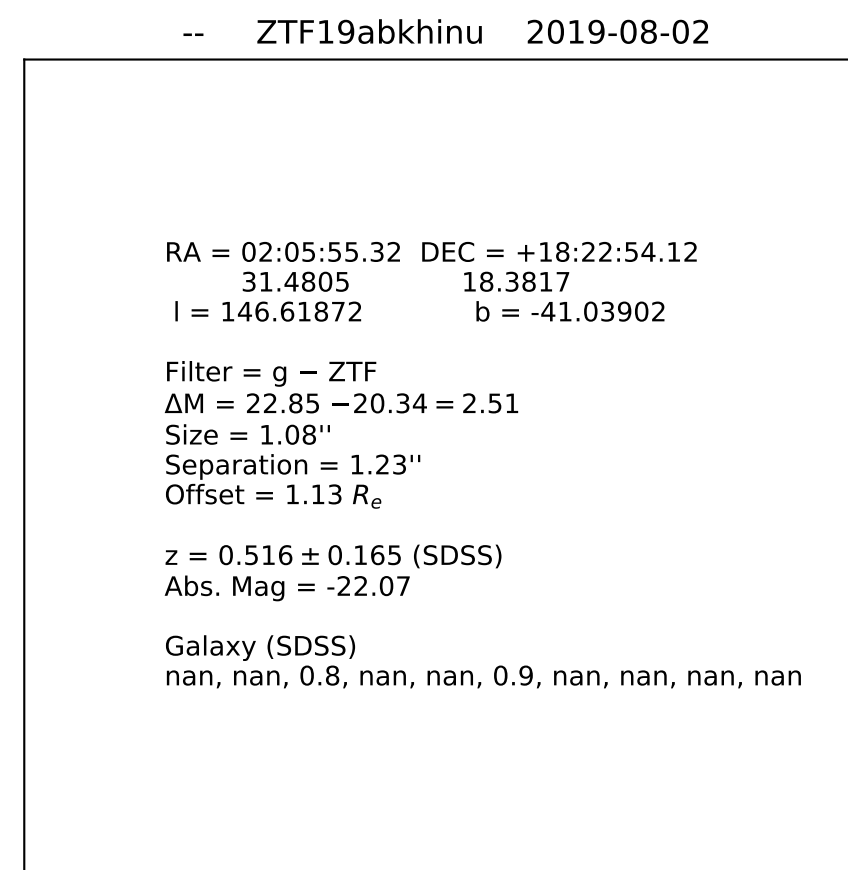 -- ZTF19abkhinu 2019-08-02
RA = 02:05:55.32 DEC = +18:22:54.12
31.4805 18.3817
l = 146.61872 b = -41.03902
Filter = g − ZTF
ΔM = 22.85 −20.34 = 2.51
Size = 1.08''
Separation = 1.23''
Offset = 1.13 Rₑ
z = 0.516 ± 0.165 (SDSS)
Abs. Mag = -22.07
Galaxy (SDSS)
nan, nan, 0.8, nan, nan, 0.9, nan, nan, nan, nan